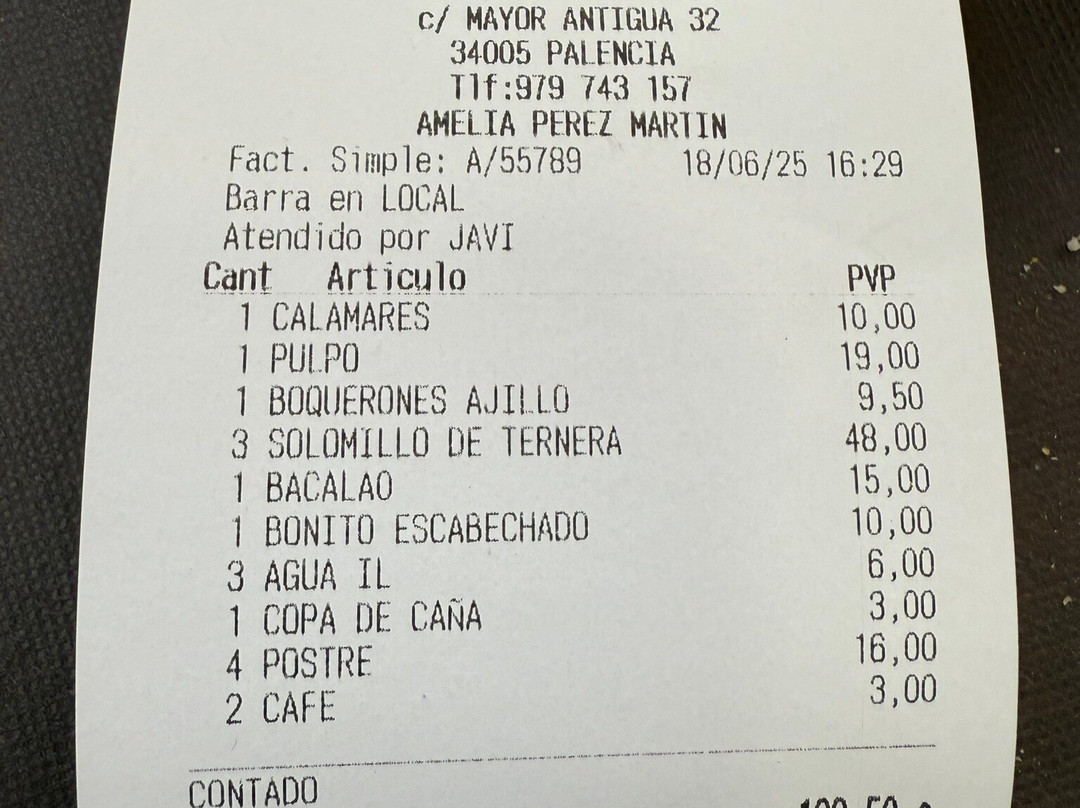 c/ MAYOR ANTIGUA 32
34005 PALENCIA
Tlf:979 743 157
AMELIA PEREZ MARTIN
Fact. Simple: A/55789 18/06/25 16:29
Barra en LOCAL
Atendido por JAVI
Cant Articulo PVP
1 CALAMARES 10,00
1 PULPO 19,00
1 BOQUERONES AJILLO 9,50
3 SOLOMILLO DE TERNERA 48,00
1 BACALAO 15,00
1 BONITO ESCABECHADO 10,00
3 AGUA 1L 6,00
1 COPA DE CAÑA 3,00
4 POSTRE 16,00
2 CAFE 3,00
CONTADO